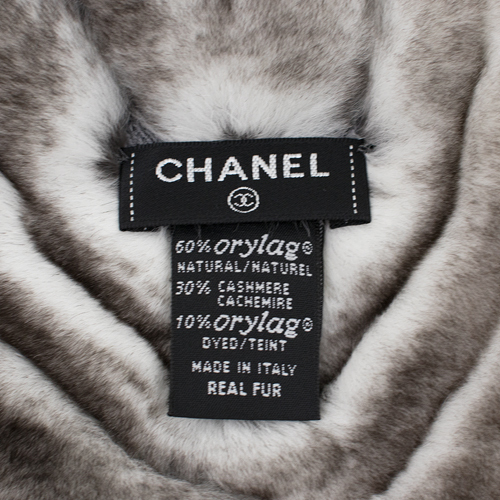 CHANEL
60% orylag®
NATURAL/NATUREL
30% CASHMERE
CACHEMIRE
10% orylag®
DYED/TEINT
MADE IN ITALY
REAL FUR